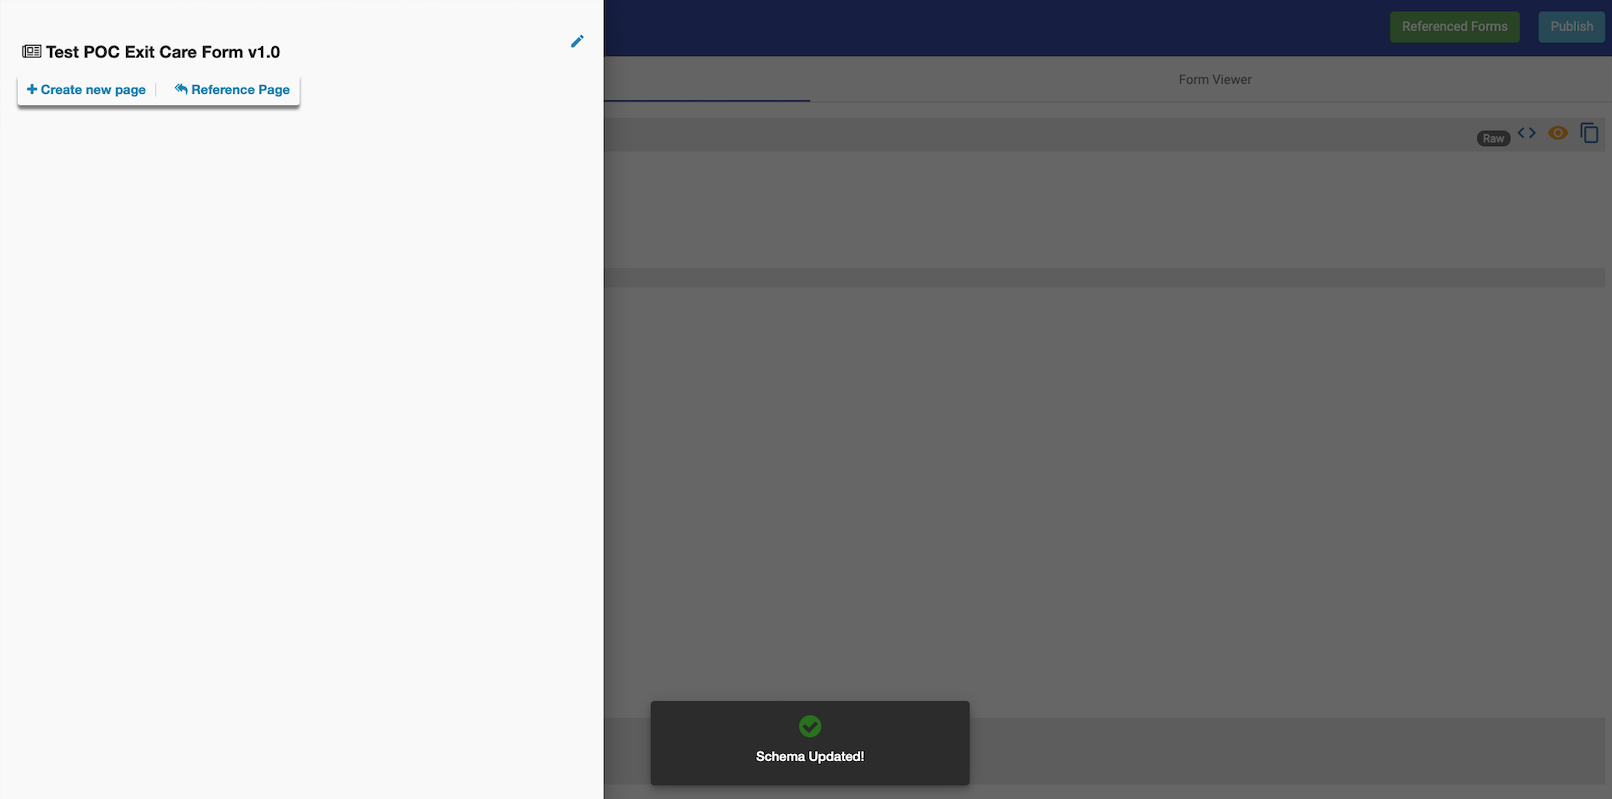 Test POC Exit Care Form v1.0
Create new page
Reference Page
Referenced Forms
Publish
Form Viewer
Raw
Schema Updated!